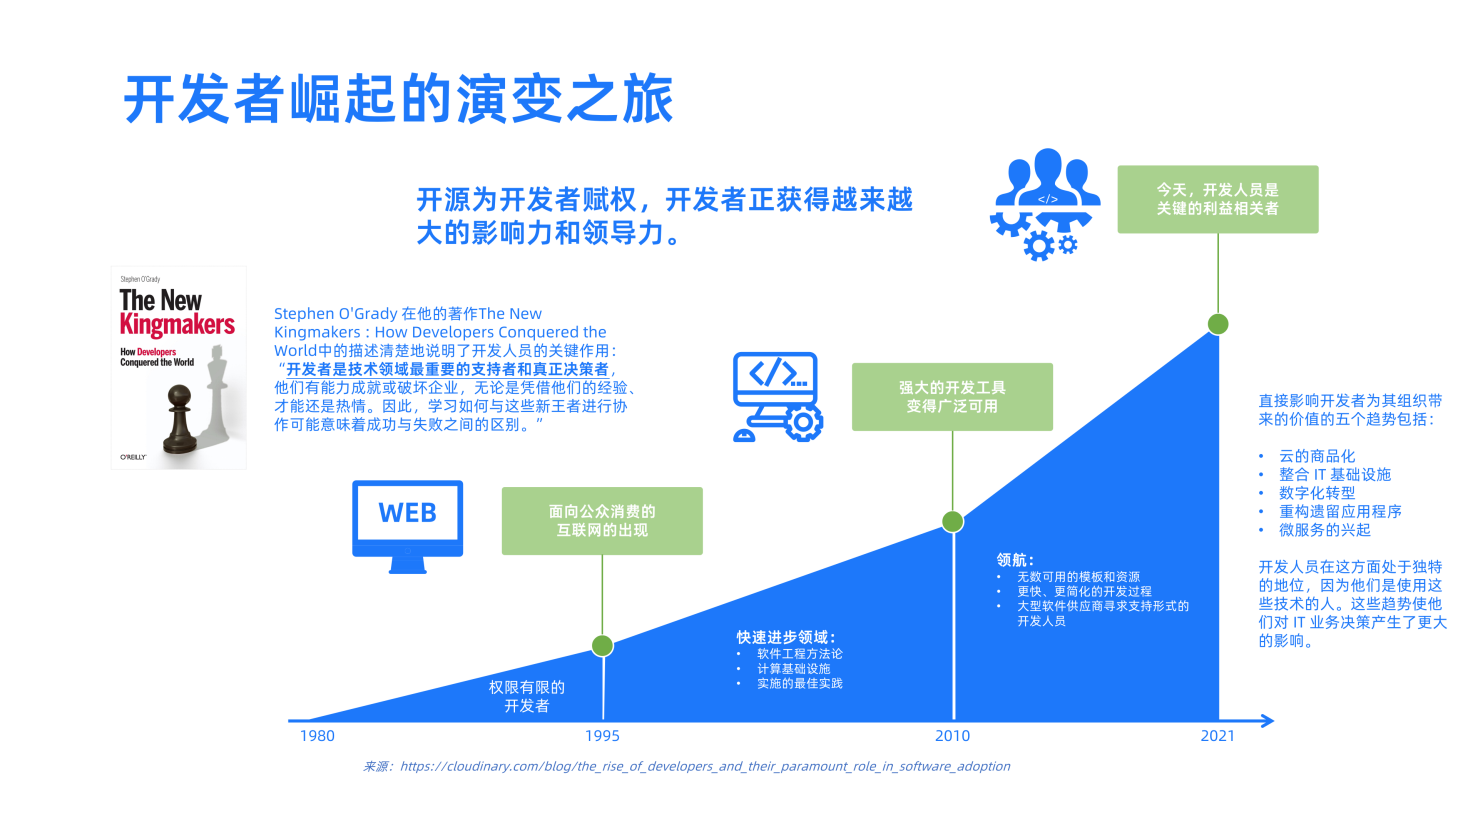 开发者崛起的演变之旅
开源为开发者赋权，开发者正获得越来越
大的影响力和领导力。
</>
今天，开发人员是
关键的利益相关者
Stephen O'Grady
The New
Kingmakers
How Developers
Conquered the World
O'REILLY
Stephen O'Grady 在他的著作The New
Kingmakers : How Developers Conquered the
World中的描述清楚地说明了开发人员的关键作用：
“开发者是技术领域最重要的支持者和真正决策者，
他们有能力成就或破坏企业，无论是凭借他们的经验、
才能还是热情。因此，学习如何与这些新王者进行协
作可能意味着成功与失败之间的区别。”
</>...
强大的开发工具
变得广泛可用
WEB
面向公众消费的
互联网的出现
权限有限的
开发者
快速进步领域：
• 软件工程方法论
• 计算基础设施
• 实施的最佳实践
领航：
• 无数可用的模板和资源
• 更快、更简化的开发过程
• 大型软件供应商寻求支持形式的
开发人员
直接影响开发者为其组织带
来的价值的五个趋势包括：
• 云的商品化
• 整合 IT 基础设施
• 数字化转型
• 重构遗留应用程序
• 微服务的兴起
开发人员在这方面处于独特
的地位，因为他们是使用这
些技术的人。这些趋势使他
们对 IT 业务决策产生了更大
的影响。
1980
1995
2010
2021
来源：https://cloudinary.com/blog/the_rise_of_developers_and_their_paramount_role_in_software_adoption